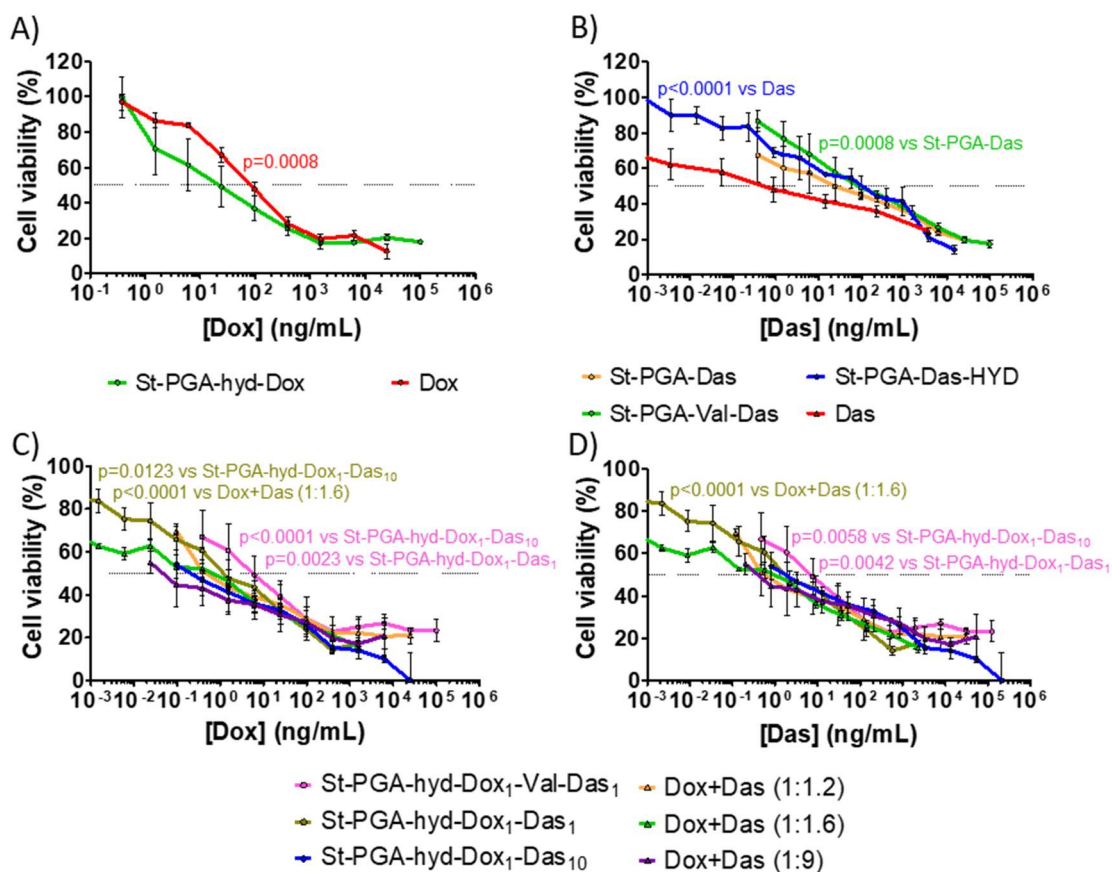 A)
Cell viability (%)
120
100
80
60
40
20
0
p=0.0008
10⁻¹ 10⁰ 10¹ 10² 10³ 10⁴ 10⁵ 10⁶
[Dox] (ng/mL)
St-PGA-hyd-Dox Dox
B)
Cell viability (%)
120
100
80
60
40
20
0
p<0.0001 vs Das
p=0.0008 vs St-PGA-Das
10⁻³ 10⁻² 10⁻¹ 10⁰ 10¹ 10² 10³ 10⁴ 10⁵ 10⁶
[Das] (ng/mL)
St-PGA-Das St-PGA-Das-HYD
St-PGA-Val-Das Das
C)
Cell viability (%)
100
80
60
40
20
0
p=0.0123 vs St-PGA-hyd-Dox₁-Das₁₀
p<0.0001 vs Dox+Das (1:1.6)
p<0.0001 vs St-PGA-hyd-Dox₁-Das₁₀
p=0.0023 vs St-PGA-hyd-Dox₁-Das₁
10⁻³ 10⁻² 10⁻¹ 10⁰ 10¹ 10² 10³ 10⁴ 10⁵ 10⁶
[Dox] (ng/mL)
D)
Cell viability (%)
100
80
60
40
20
0
p<0.0001 vs Dox+Das (1:1.6)
p=0.0058 vs St-PGA-hyd-Dox₁-Das₁₀
p=0.0042 vs St-PGA-hyd-Dox₁-Das₁
10⁻³ 10⁻² 10⁻¹ 10⁰ 10¹ 10² 10³ 10⁴ 10⁵ 10⁶
[Das] (ng/mL)
St-PGA-hyd-Dox₁-Val-Das₁ Dox+Das (1:1.2)
St-PGA-hyd-Dox₁-Das₁ Dox+Das (1:1.6)
St-PGA-hyd-Dox₁-Das₁₀ Dox+Das (1:9)